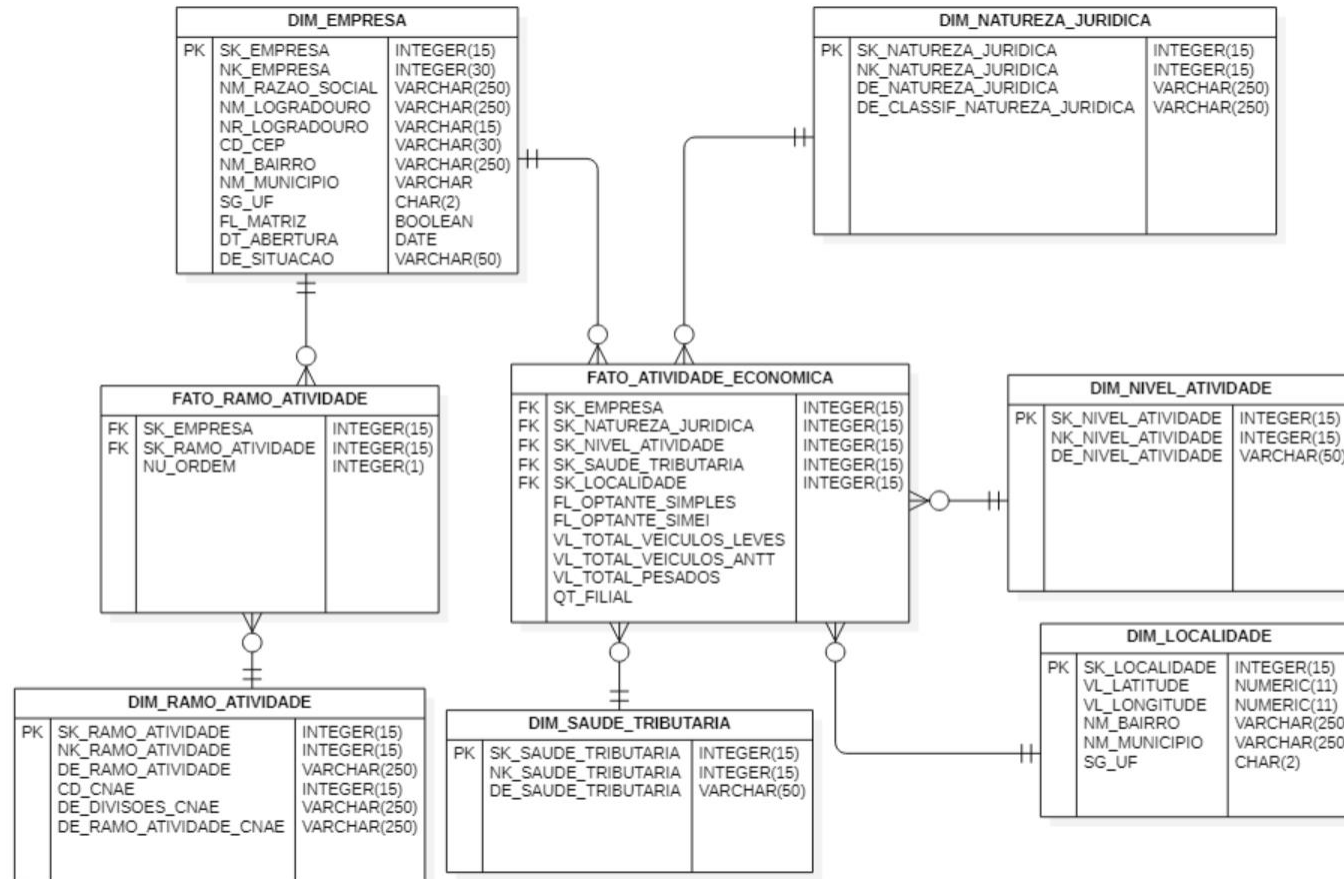 DIM_EMPRESA
PK SK_EMPRESA INTEGER(15)
NK_EMPRESA INTEGER(30)
NM_RAZAO_SOCIAL VARCHAR(250)
NM_LOGRADOURO VARCHAR(250)
NR_LOGRADOURO VARCHAR(15)
CD_CEP VARCHAR(30)
NM_BAIRRO VARCHAR(250)
NM_MUNICIPIO VARCHAR
SG_UF CHAR(2)
FL_MATRIZ BOOLEAN
DT_ABERTURA DATE
DE_SITUACAO VARCHAR(50)
DIM_NATUREZA_JURIDICA
PK SK_NATUREZA_JURIDICA INTEGER(15)
NK_NATUREZA_JURIDICA INTEGER(15)
DE_NATUREZA_JURIDICA VARCHAR(250)
DE_CLASSIF_NATUREZA_JURIDICA VARCHAR(250)
FATO_RAMO_ATIVIDADE
FK SK_EMPRESA INTEGER(15)
FK SK_RAMO_ATIVIDADE INTEGER(15)
NU_ORDEM INTEGER(1)
FATO_ATIVIDADE_ECONOMICA
FK SK_EMPRESA INTEGER(15)
FK SK_NATUREZA_JURIDICA INTEGER(15)
FK SK_NIVEL_ATIVIDADE INTEGER(15)
FK SK_SAUDE_TRIBUTARIA INTEGER(15)
FK SK_LOCALIDADE INTEGER(15)
FL_OPTANTE_SIMPLES
FL_OPTANTE_SIMEI
VL_TOTAL_VEICULOS_LEVES
VL_TOTAL_VEICULOS_ANTT
VL_TOTAL_PESADOS
QT_FILIAL
DIM_NIVEL_ATIVIDADE
PK SK_NIVEL_ATIVIDADE INTEGER(15)
NK_NIVEL_ATIVIDADE INTEGER(15)
DE_NIVEL_ATIVIDADE VARCHAR(50)
DIM_RAMO_ATIVIDADE
PK SK_RAMO_ATIVIDADE INTEGER(15)
NK_RAMO_ATIVIDADE INTEGER(15)
DE_RAMO_ATIVIDADE VARCHAR(250)
CD_CNAE INTEGER(15)
DE_DIVISOES_CNAE VARCHAR(250)
DE_RAMO_ATIVIDADE_CNAE VARCHAR(250)
DIM_SAUDE_TRIBUTARIA
PK SK_SAUDE_TRIBUTARIA INTEGER(15)
NK_SAUDE_TRIBUTARIA INTEGER(15)
DE_SAUDE_TRIBUTARIA VARCHAR(50)
DIM_LOCALIDADE
PK SK_LOCALIDADE INTEGER(15)
VL_LATITUDE NUMERIC(11)
VL_LONGITUDE NUMERIC(11)
NM_BAIRRO VARCHAR(250
NM_MUNICIPIO VARCHAR(250
SG_UF CHAR(2)